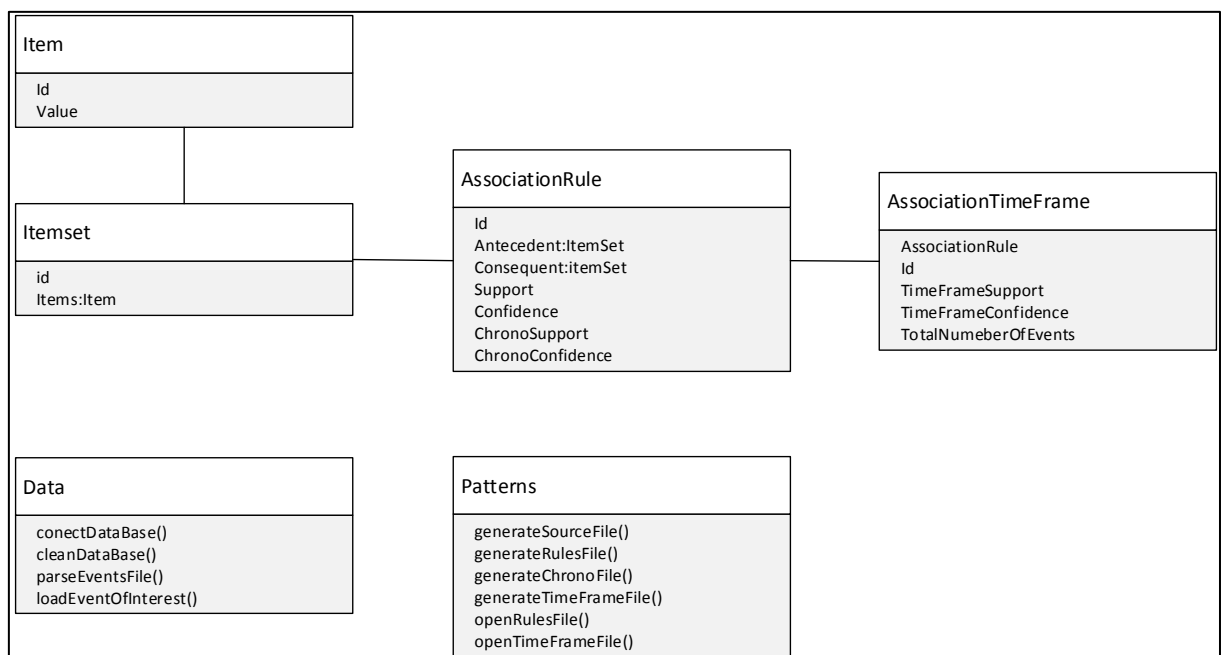 Item
Id
Value
Itemset
id
Items:Item
AssociationRule
Id
Antecedent:ItemSet
Consequent:itemSet
Support
Confidence
ChronoSupport
ChronoConfidence
AssociationTimeFrame
AssociationRule
Id
TimeFrameSupport
TimeFrameConfidence
TotalNumeberOfEvents
Data
conectDataBase()
cleanDataBase()
parseEventsFile()
loadEventOfInterest()
Patterns
generateSourceFile()
generateRulesFile()
generateChronoFile()
generateTimeFrameFile()
openRulesFile()
openTimeFrameFile()